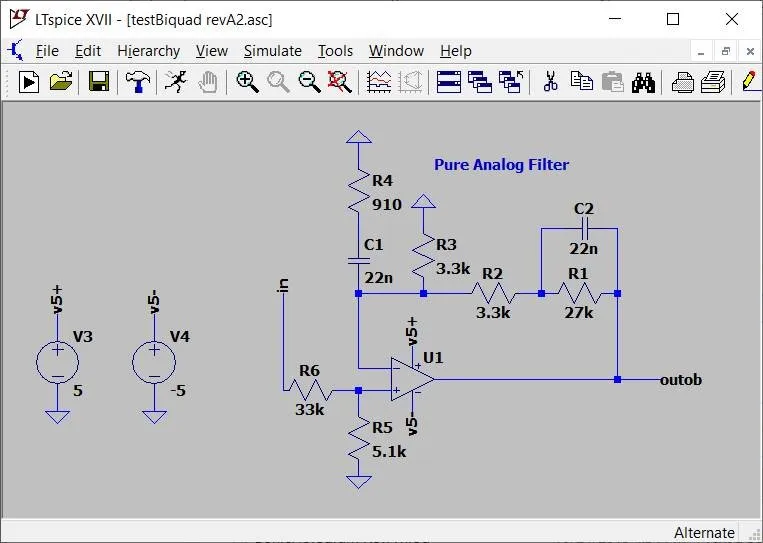 LTspice XVII - [testBiquad revA2.asc]
File Edit Hierarchy View Simulate Tools Window Help
Pure Analog Filter
R4
910
C1
22n
R3
3.3k
R2
3.3k
C2
22n
R1
27k
in
v5+
V3
5
v5-
V4
-5
R6
33k
R5
5.1k
v5+
U1
v5-
outob
Alternate